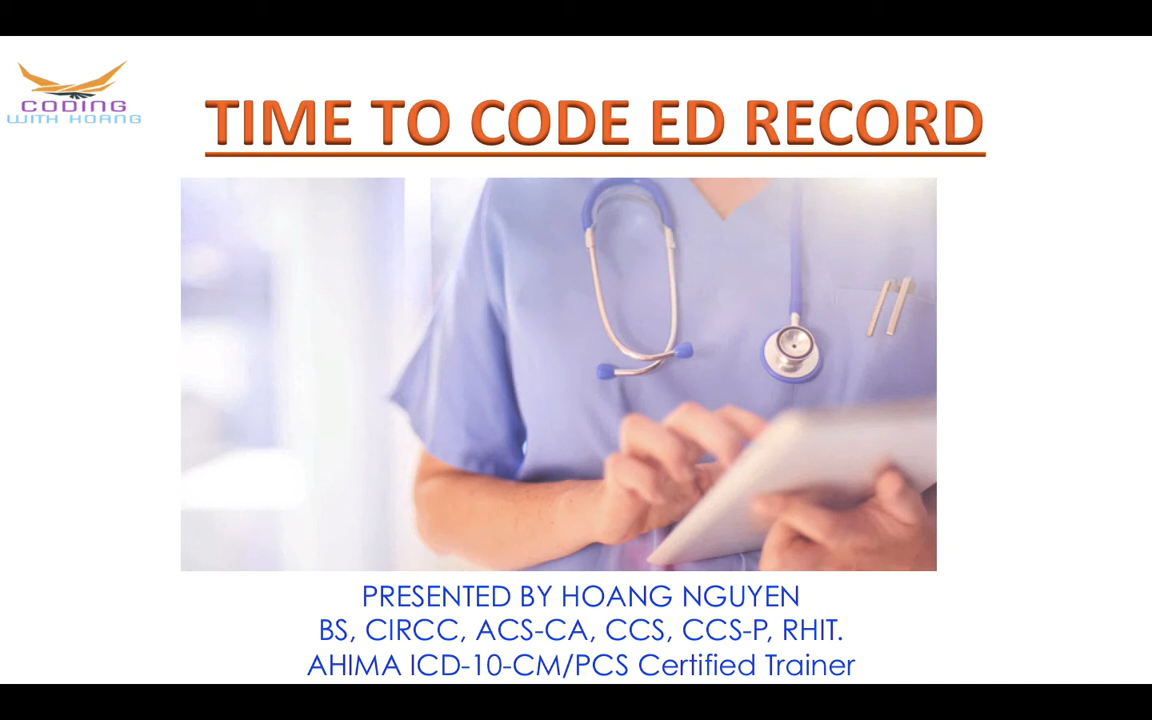 CODING
WITH HOANG
TIME TO CODE ED RECORD
PRESENTED BY HOANG NGUYEN
BS, CIRCC, ACS-CA, CCS, CCS-P, RHIT.
AHIMA ICD-10-CM/PCS Certified Trainer